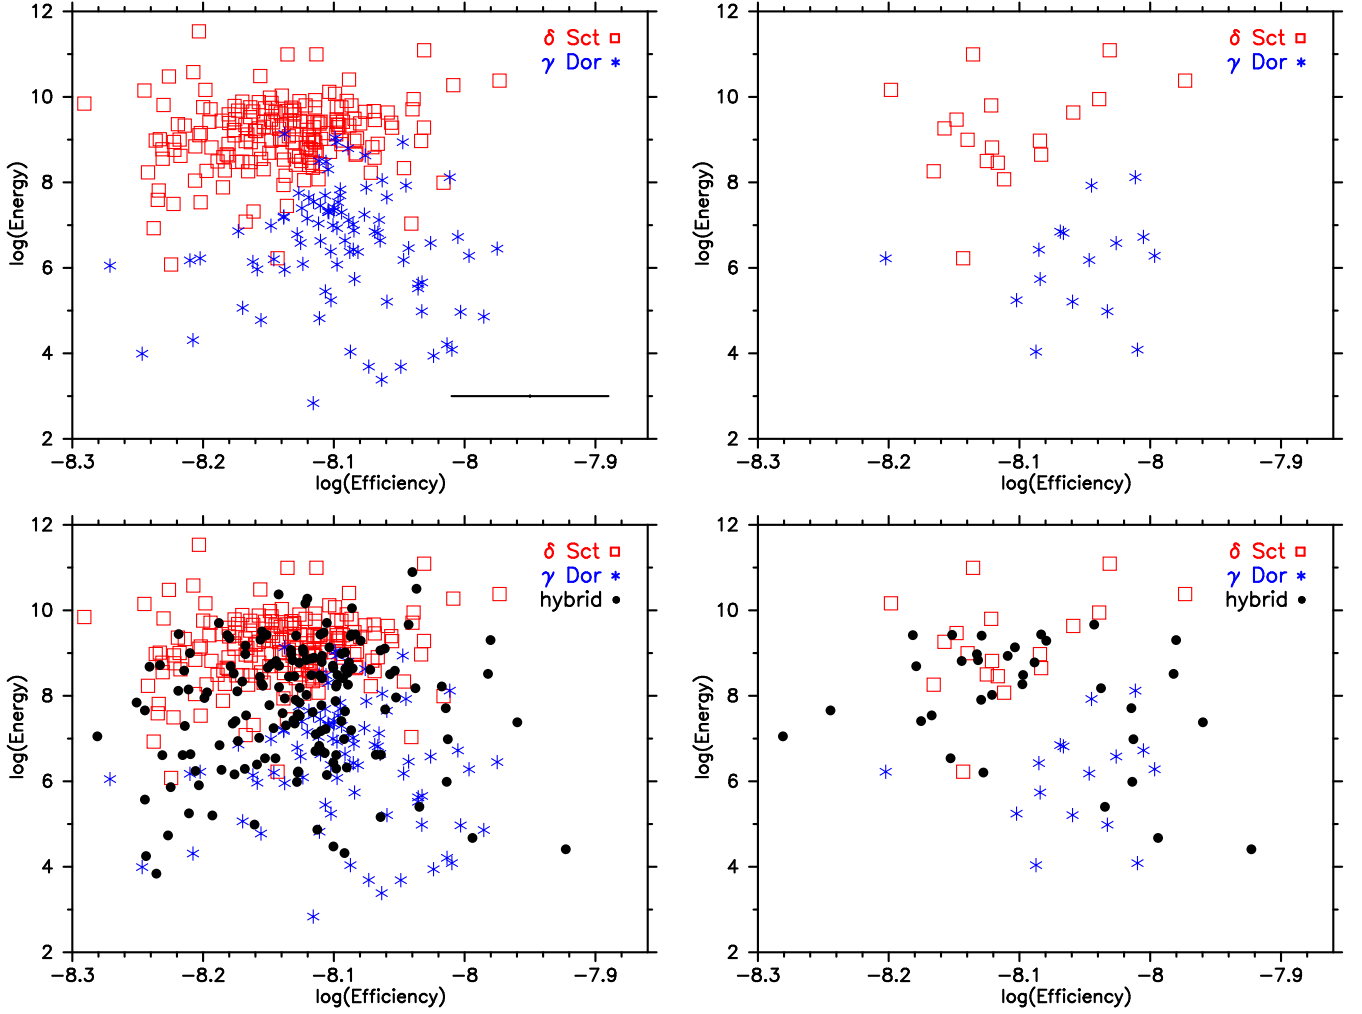 12
10
8
6
4
2
log(Energy)
δ Sct
γ Dor
-8.3 -8.2 -8.1 -8 -7.9
log(Efficiency)
12
10
8
6
4
2
log(Energy)
δ Sct
γ Dor
-8.3 -8.2 -8.1 -8 -7.9
log(Efficiency)
12
10
8
6
4
2
log(Energy)
δ Sct
γ Dor
hybrid
-8.3 -8.2 -8.1 -8 -7.9
log(Efficiency)
12
10
8
6
4
2
log(Energy)
δ Sct
γ Dor
hybrid
-8.3 -8.2 -8.1 -8 -7.9
log(Efficiency)